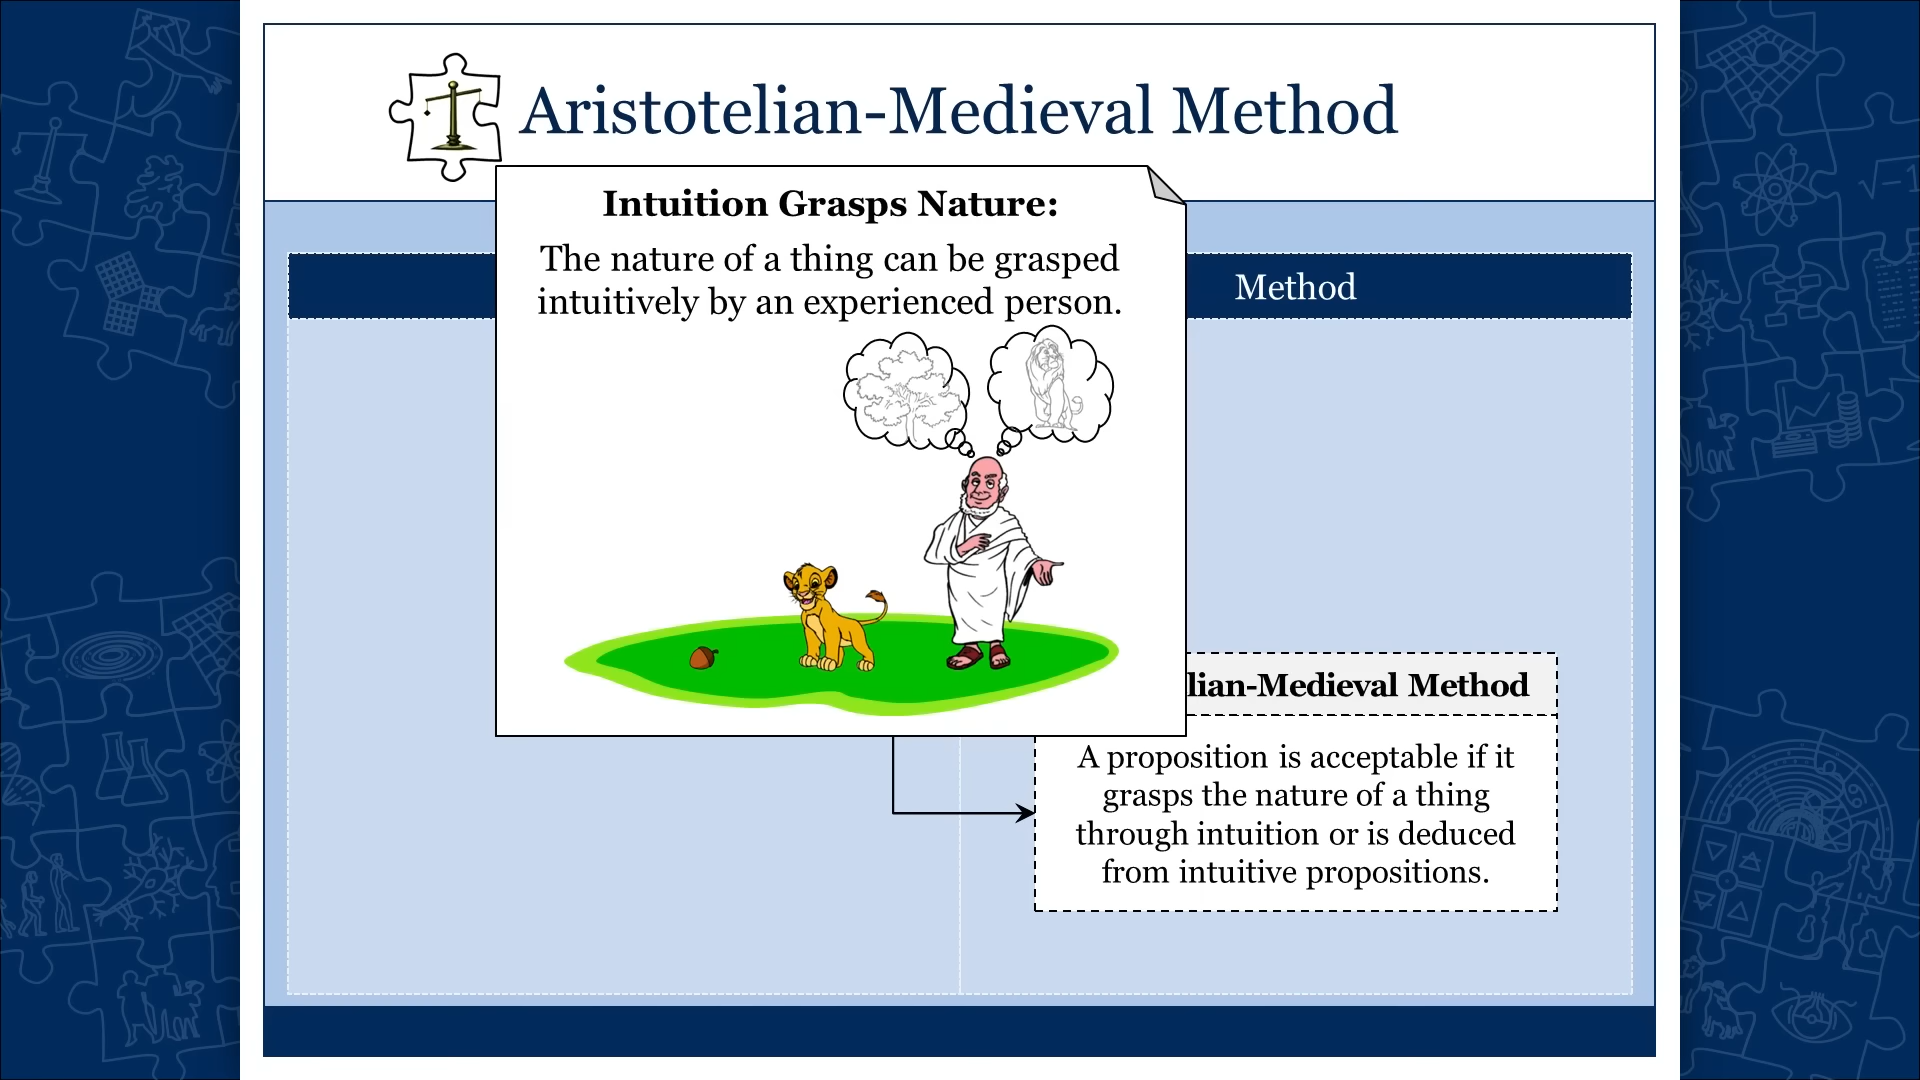 Aristotelian-Medieval Method
Intuition Grasps Nature:
The nature of a thing can be grasped
intuitively by an experienced person.
Method
lian-Medieval Method
A proposition is acceptable if it
grasps the nature of a thing
through intuition or is deduced
from intuitive propositions.
√-1